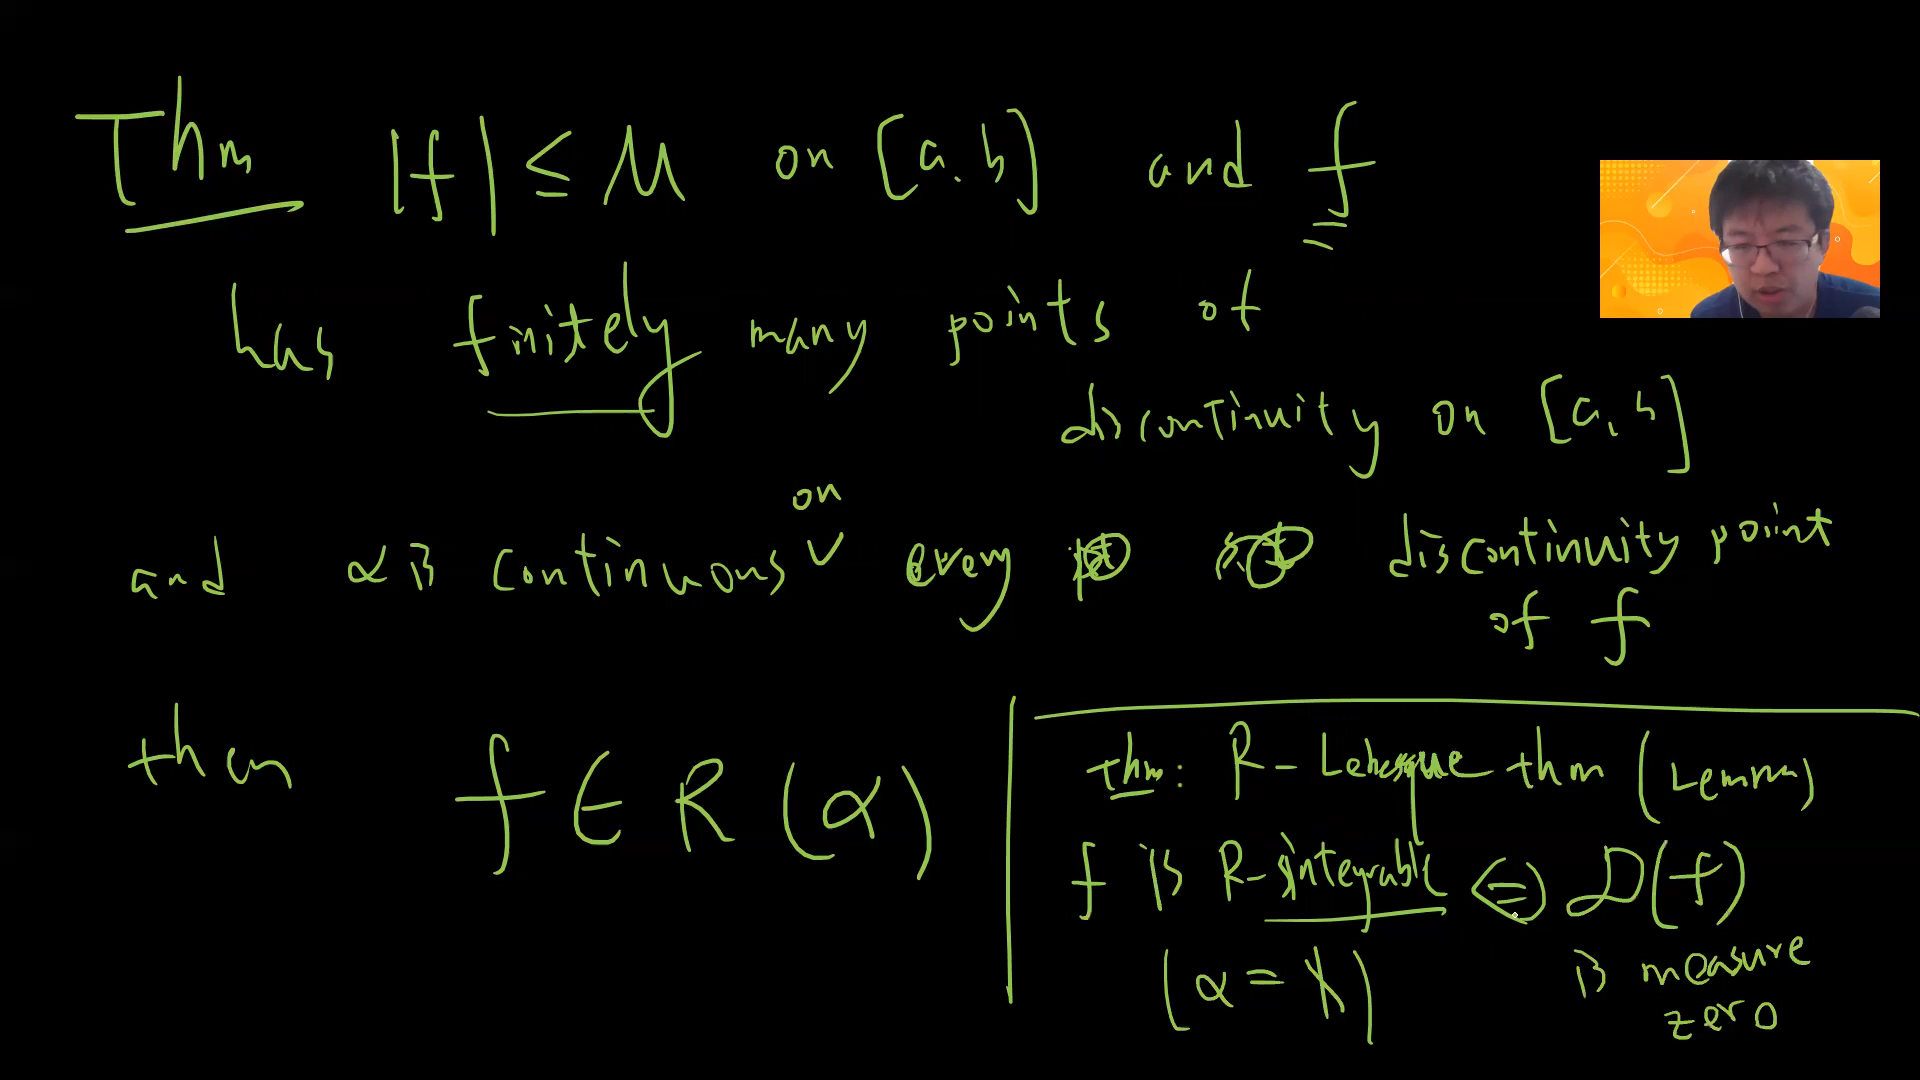 Thm |f| ≤ M on [a, b] and f
has finitely many points of
discontinuity on [a, b]
and α is continuous on every discontinuity point
of f
then f ∈ R(α)
Thm: R-Lebesgue thm (Lemma)
f is R-integrable ⇔ D(f)
(α = x) is measure
zero